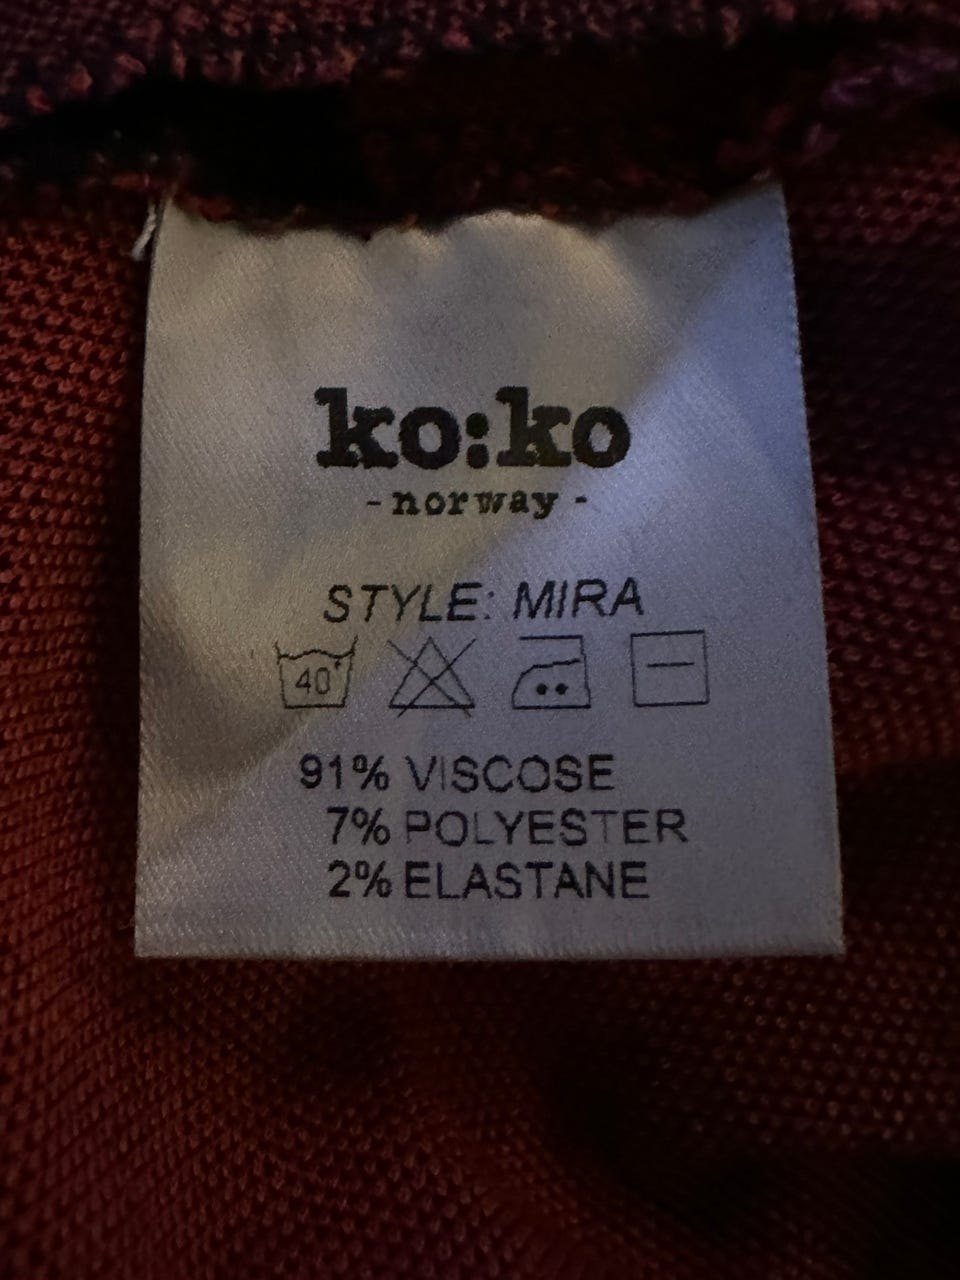 ko:ko
- norway -
STYLE: MIRA
40°
91% VISCOSE
7% POLYESTER
2% ELASTANE